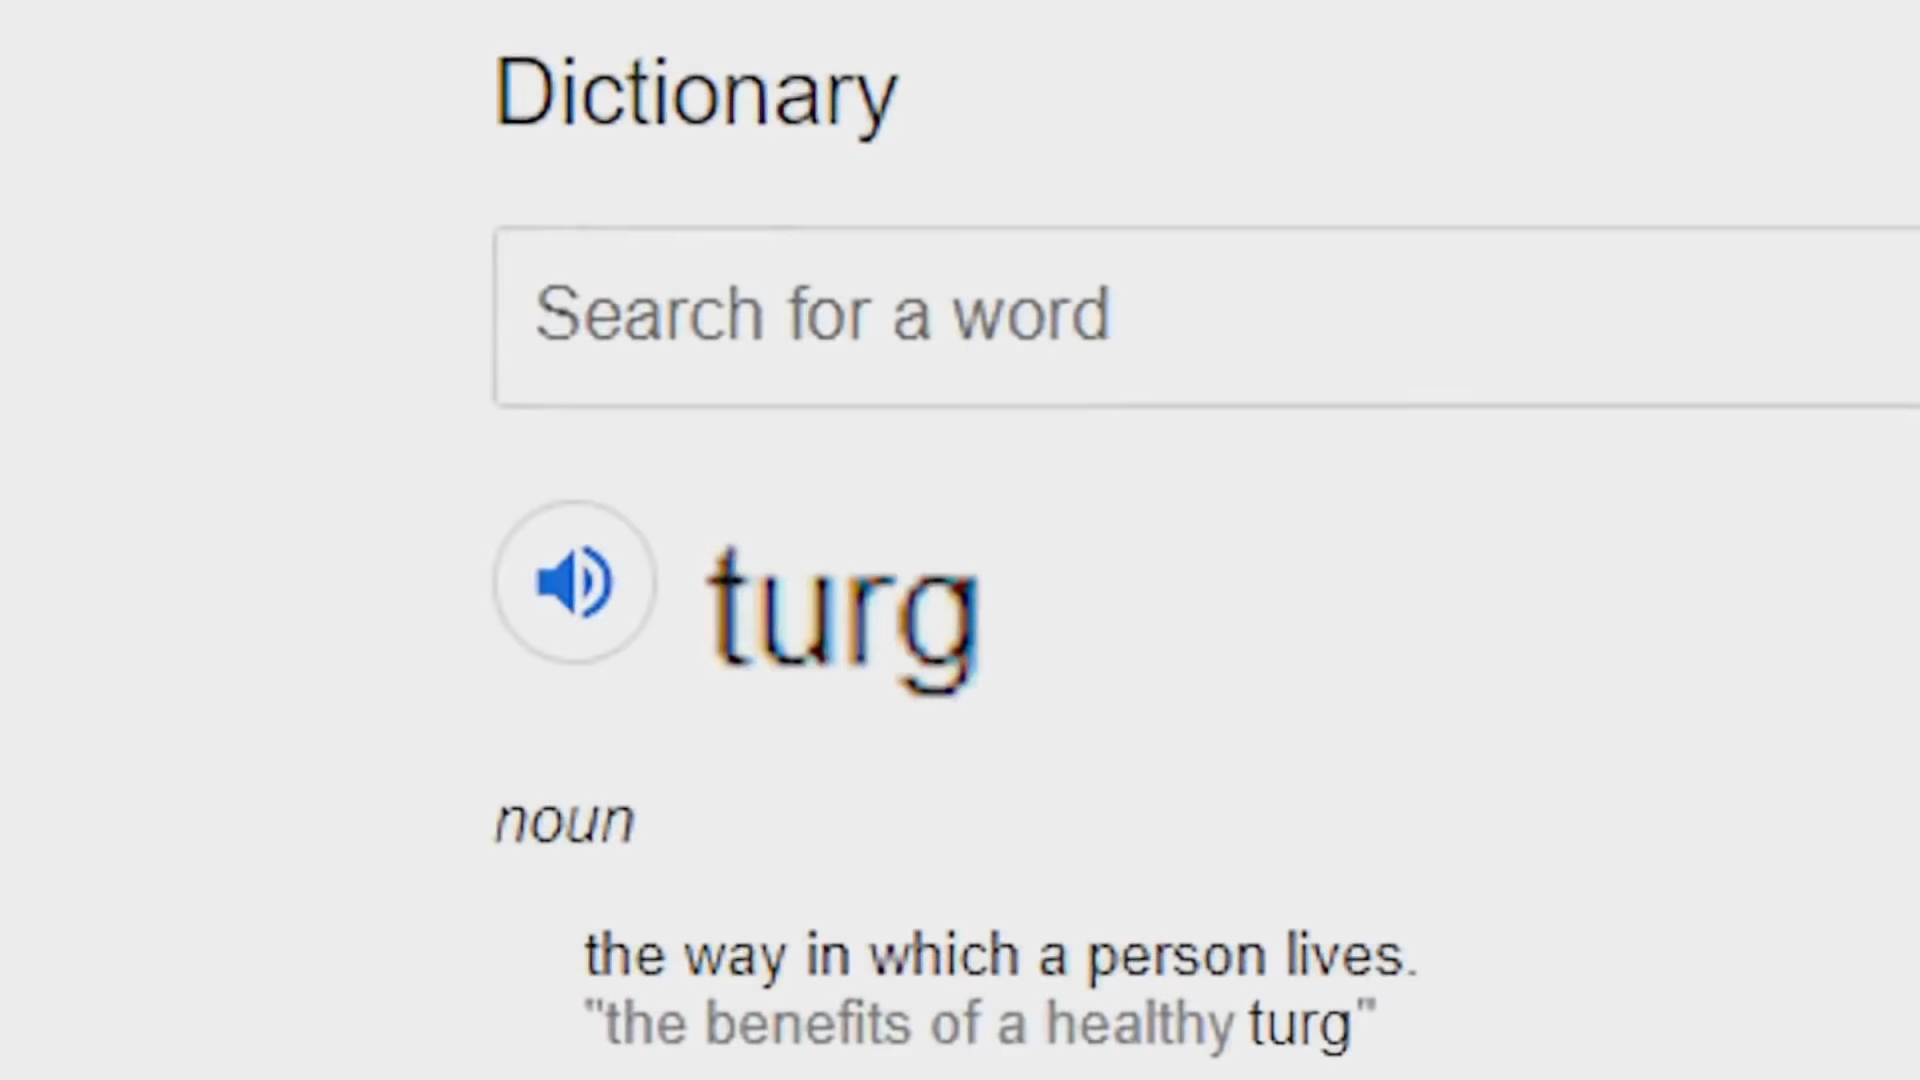 Dictionary
Search for a word
turg
noun
the way in which a person lives.
"the benefits of a healthy turg"